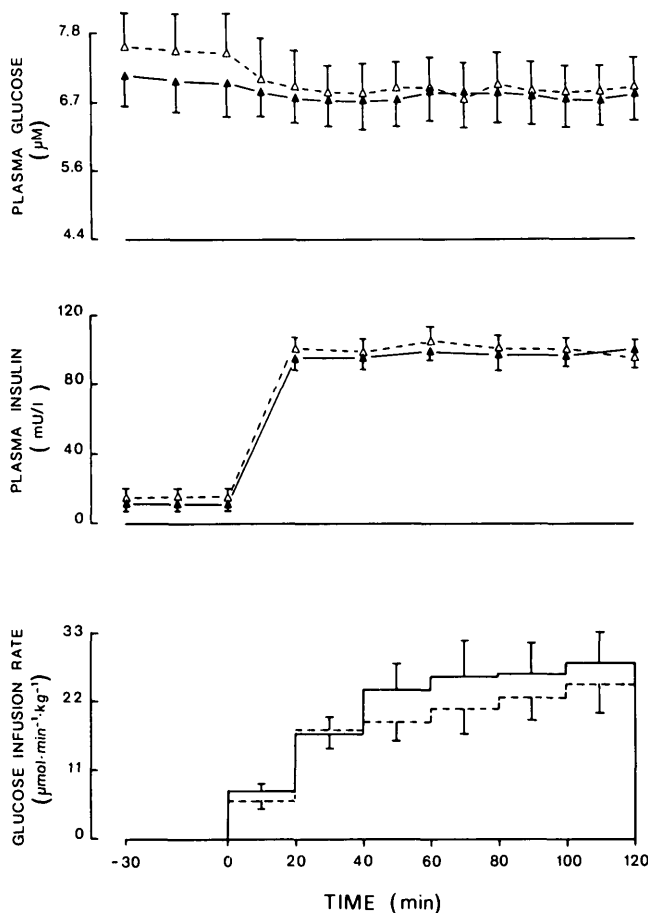 PLASMA GLUCOSE
(μM)
7.8
6.7
5.6
4.4
PLASMA INSULIN
(mU/l)
120
80
40
0
GLUCOSE INFUSION RATE
(μmol·min⁻¹·kg⁻¹)
33
22
11
0
-30 0 20 40 60 80 100 120
TIME (min)